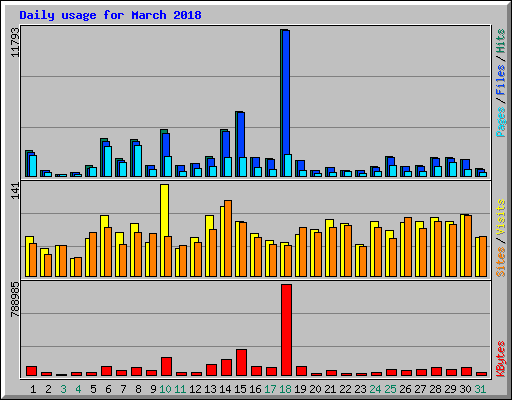 Daily usage for March 2018
11793
Pages / Files / Hits
141
Sites / Visits
788985
KBytes
1 2 3 4 5 6 7 8 9 10 11 12 13 14 15 16 17 18 19 20 21 22 23 24 25 26 27 28 29 30 31